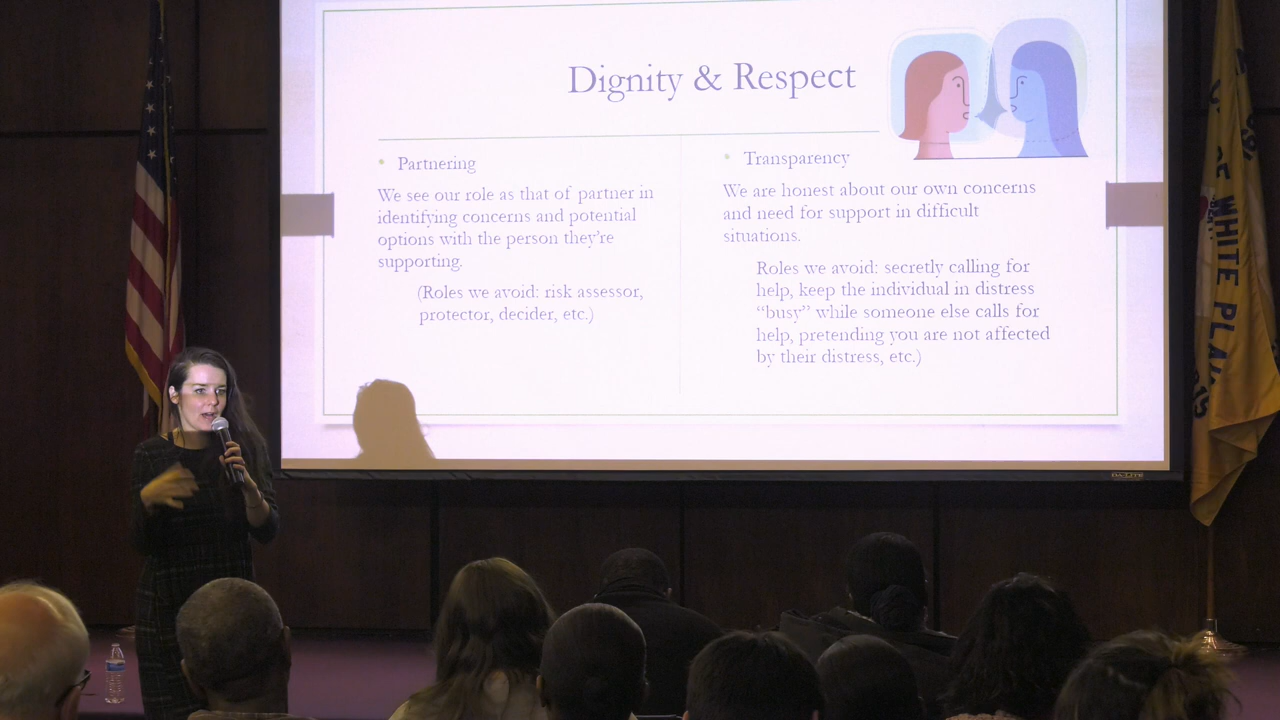 Dignity & Respect
• Partnering
We see our role as that of partner in
identifying concerns and potential
options with the person they're
supporting.
(Roles we avoid: risk assessor,
protector, decider, etc.)
• Transparency
We are honest about our own concerns
and need for support in difficult
situations.
Roles we avoid: secretly calling for
help, keep the individual in distress
“busy” while someone else calls for
help, pretending you are not affected
by their distress, etc.)
WHITE PLA